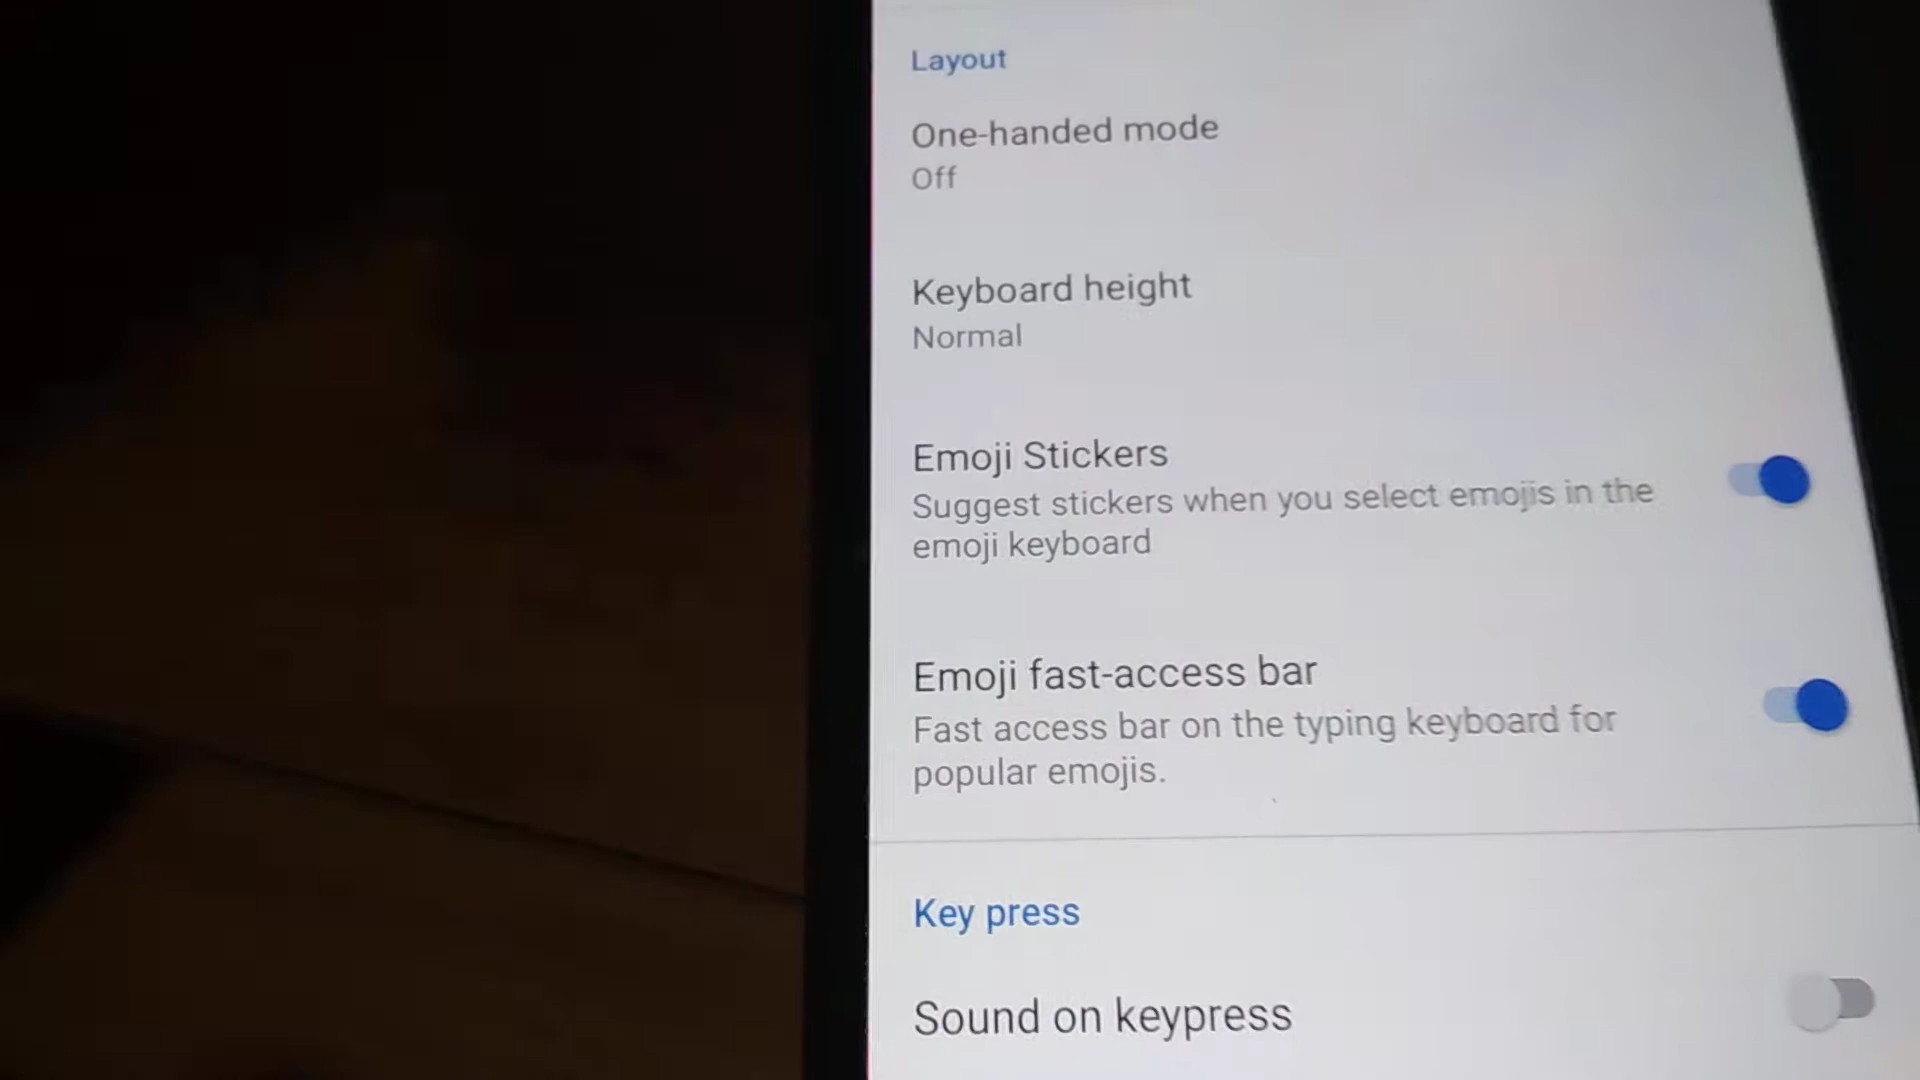 Layout
One-handed mode
Off
Keyboard height
Normal
Emoji Stickers
Suggest stickers when you select emojis in the
emoji keyboard
Emoji fast-access bar
Fast access bar on the typing keyboard for
popular emojis.
Key press
Sound on keypress